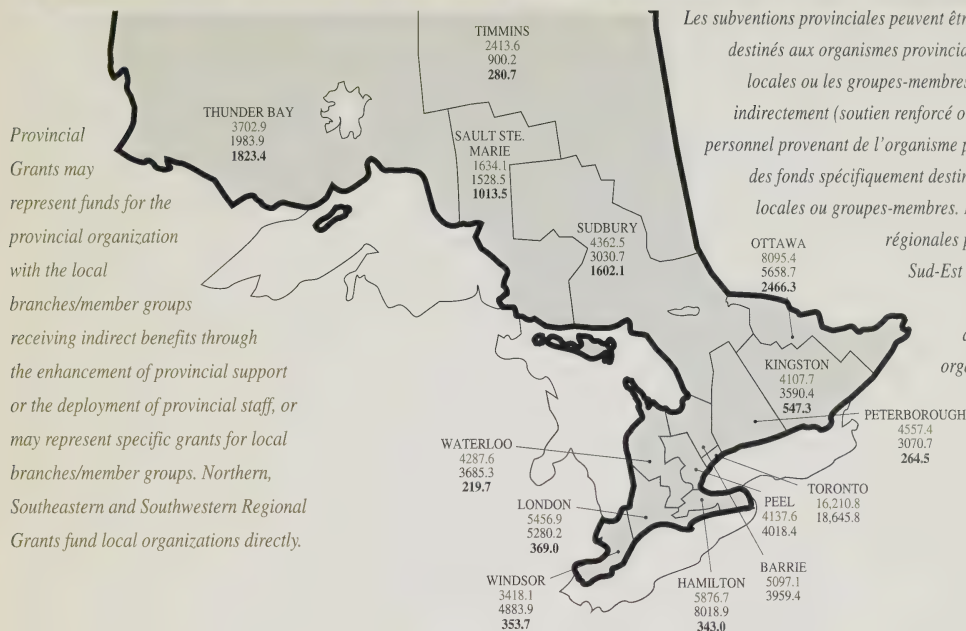 Provincial
Grants may
represent funds for the
provincial organization
with the local
branches/member groups
receiving indirect benefits through
the enhancement of provincial support
or the deployment of provincial staff, or
may represent specific grants for local
branches/member groups. Northern,
Southeastern and Southwestern Regional
Grants fund local organizations directly.
THUNDER BAY
3702.9
1983.9
1823.4
TIMMINS
2413.6
900.2
280.7
SAULT STE.
MARIE
1634.1
1528.5
1013.5
SUDBURY
4362.5
3030.7
1602.1
OTTAWA
8095.4
5658.7
2466.3
KINGSTON
4107.7
3590.4
547.3
PETERBOROUGH
4557.4
3070.7
264.5
WATERLOO
4287.6
3685.3
219.7
LONDON
5456.9
5280.2
369.0
WINDSOR
3418.1
4883.9
353.7
HAMILTON
5876.7
8018.9
343.0
BARRIE
5097.1
3959.4
PEEL
4137.6
4018.4
TORONTO
16,210.8
18,645.8
Les subventions provinciales peuvent
destinés aux organismes
locales ou les groupes-membres
indirectement (soutien renforcé
personnel provenant de l'organisme
des fonds spécifiquement
locales ou groupes-membres.
régionales
Sud-Est